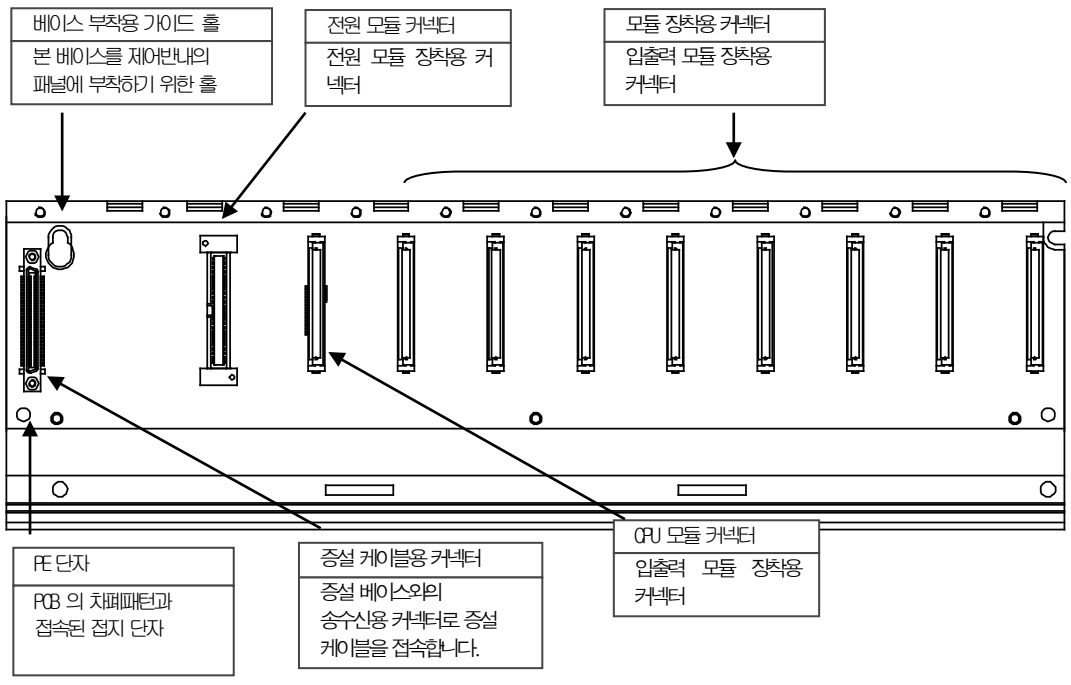 베이스 부착용 가이드 홀
본 베이스를 제어반내의
패널에 부착하기 위한 홀
전원 모듈 커넥터
전원 모듈 장착용 커
넥터
모듈 장착용 커넥터
입출력 모듈 장착용
커넥터
PE 단자
PCB 의 차폐패턴과
접속된 접지 단자
증설 케이블용 커넥터
증설 베이스와의
송수신용 커넥터로 증설
케이블을 접속합니다.
CPU 모듈 커넥터
입출력 모듈 장착용
커넥터